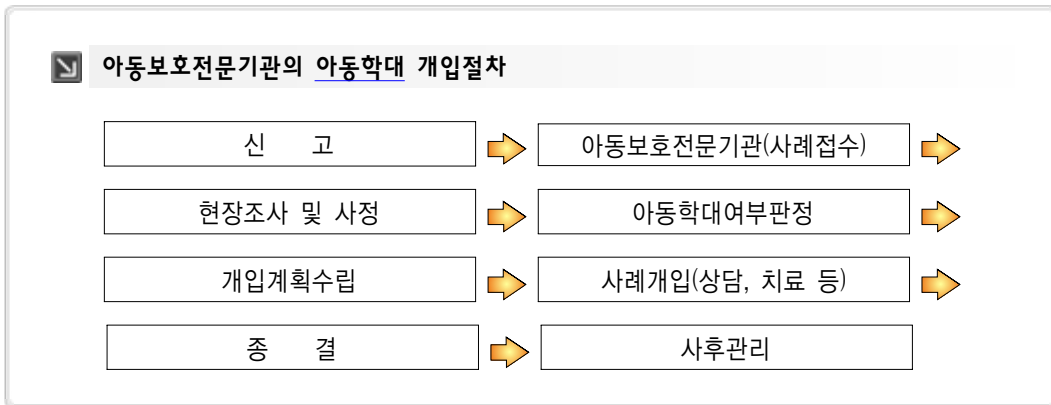 아동보호전문기관의 아동학대 개입절차
신 고
아동보호전문기관(사례접수)
현장조사 및 사정
아동학대여부판정
개입계획수립
사례개입(상담, 치료 등)
종 결
사후관리